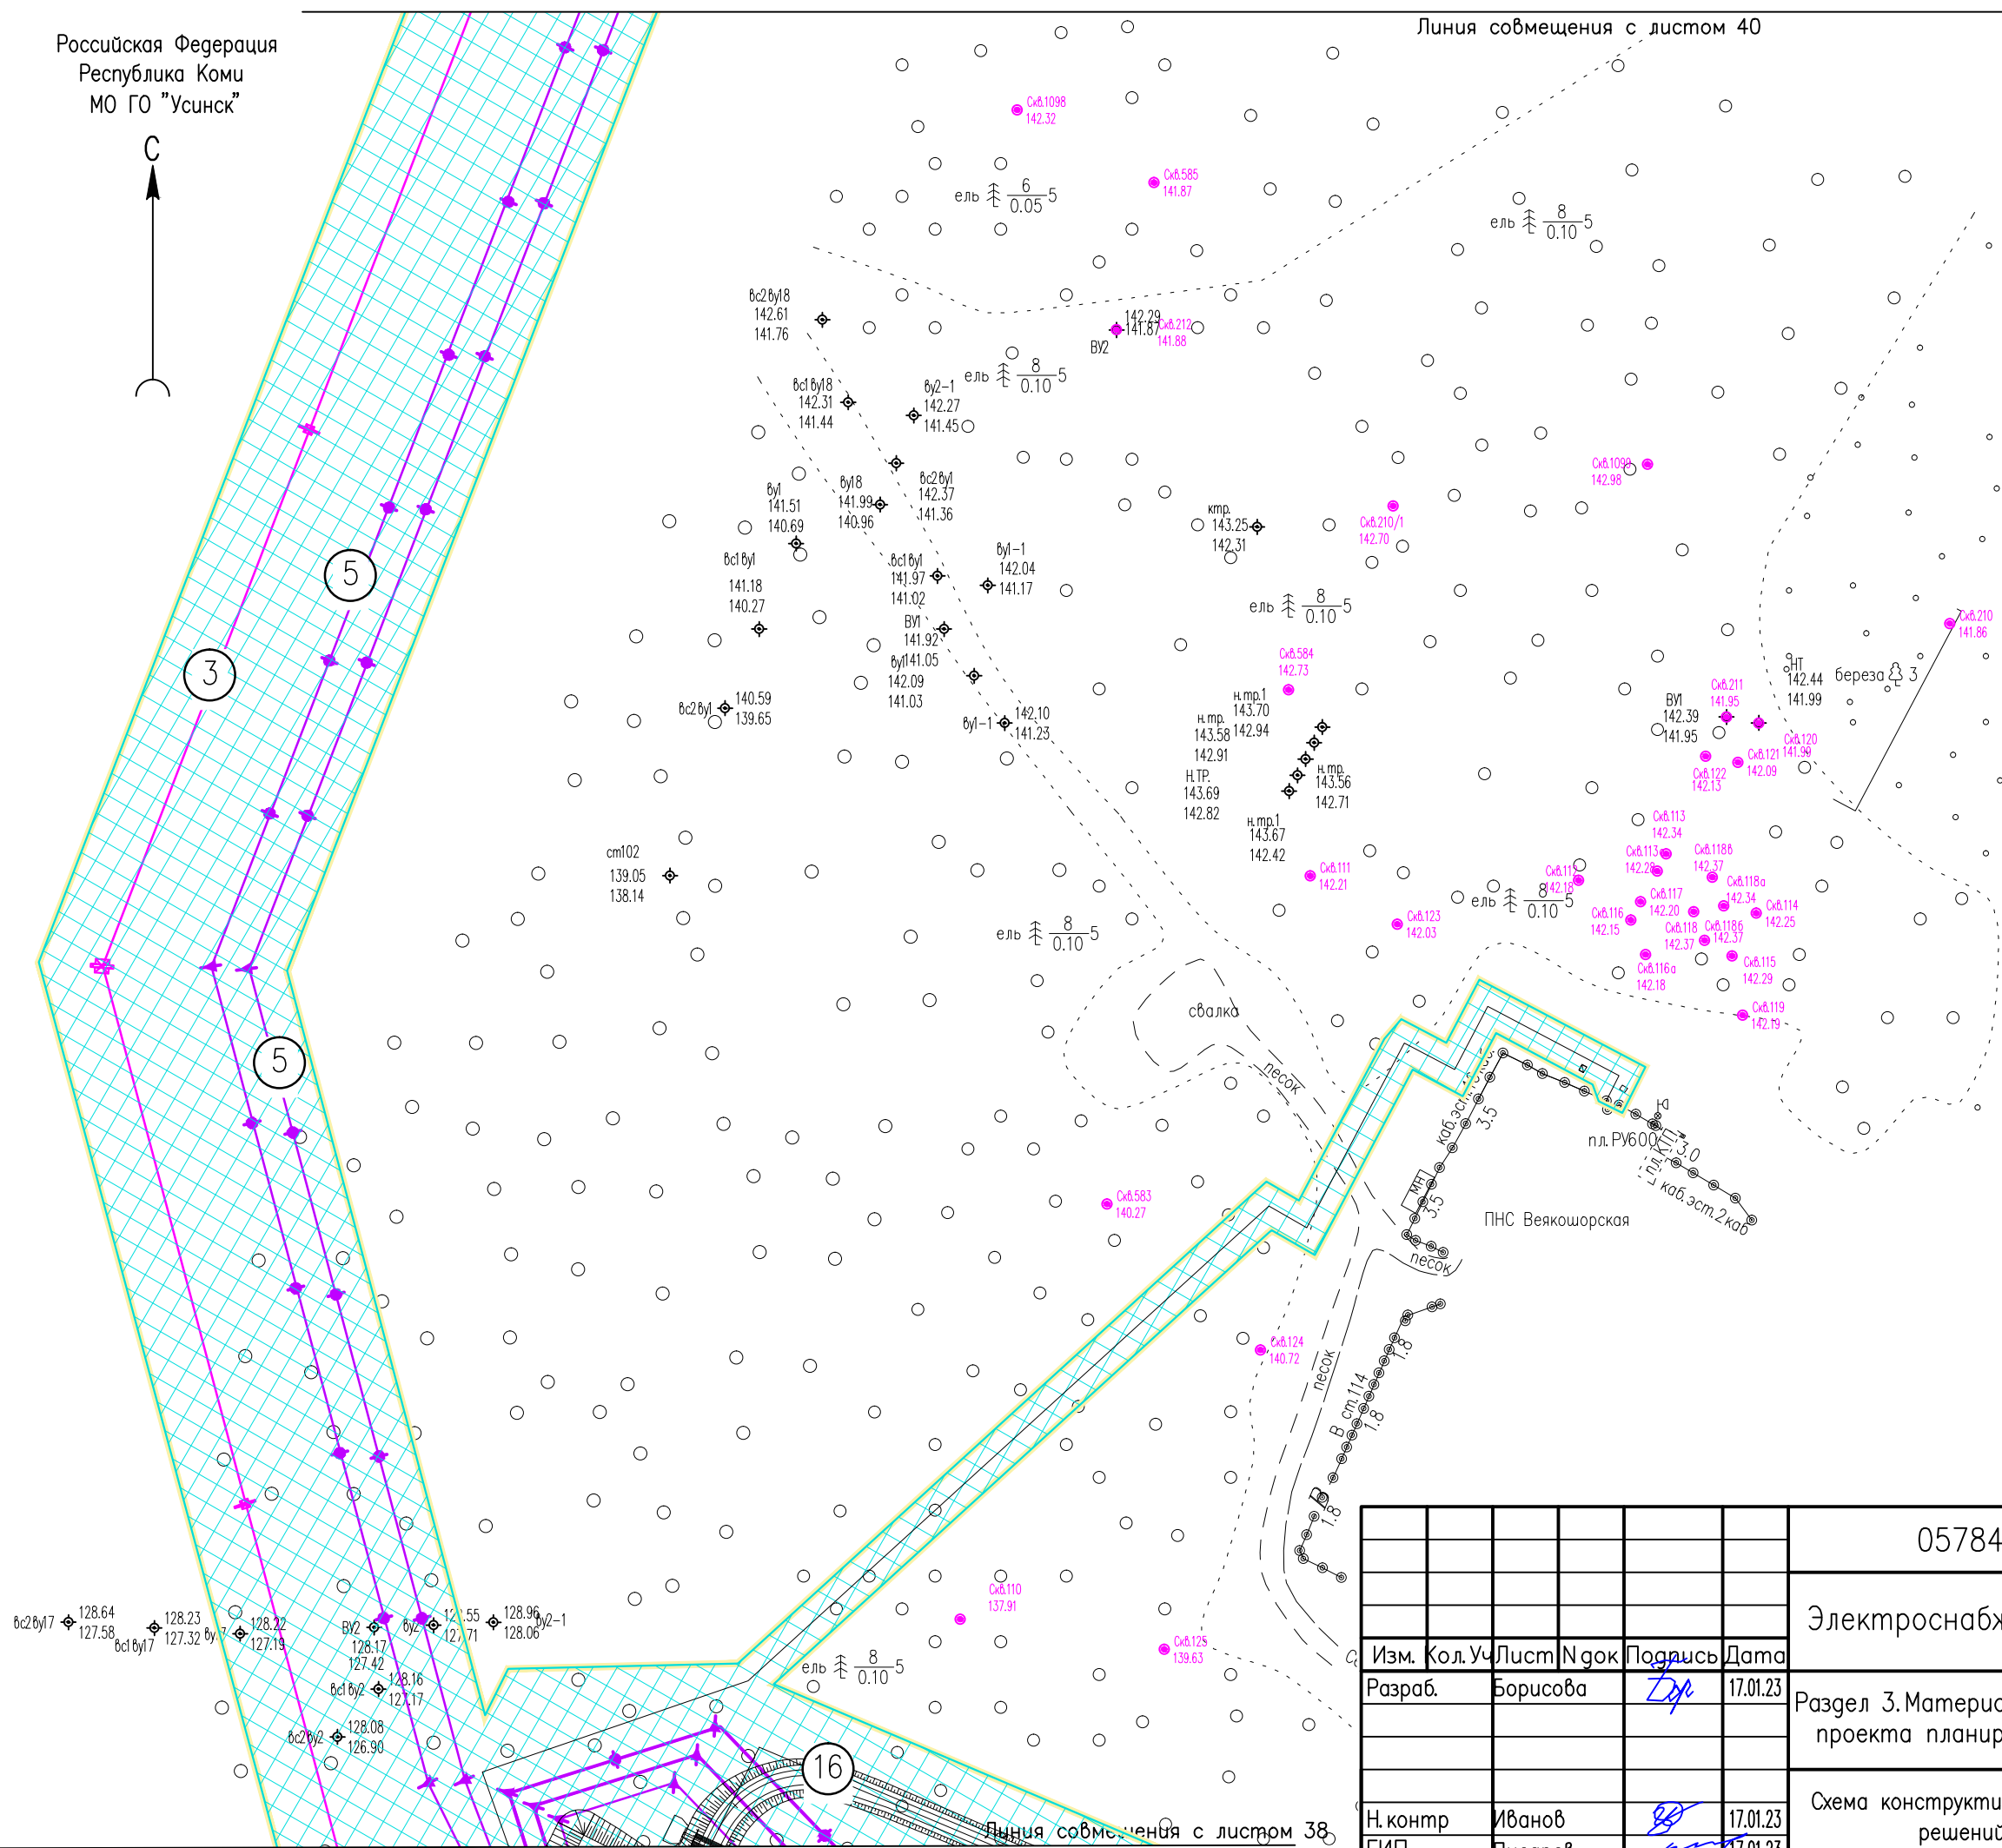 Линия совмещения с листом 40
Российская Федерация
Республика Коми
МО ГО "Усинск"
С
Скв.1098
142.32
Скв.585
141.87
ель 6
0.05 5
ель 8
0.10 5
вс2ву18
142.61
141.76
142.29
141.87
ВУ2
Скв.212
141.88
ель 8
0.10 5
вс1ву18
142.31
141.44
ву2-1
142.27
141.45
вс2ву1
142.37
141.36
ву18
141.99
140.96
ву1
141.51
140.69
Скв.1099
142.98
Скв.210/1
142.70
ктр.
143.25
142.31
вс1ву1
141.18
140.27
вс1ву1
141.97
141.02
ву1-1
142.04
141.17
5
3
ель 8
0.10 5
ВУ1
141.92
141.05
ву1
142.09
141.03
Скв.210
141.86
Скв.584
142.73
береза 3
НТ
142.44
141.99
Скв.211
141.95
ВУ1
142.39
141.95
вс2ву1
140.59
139.65
ву1-1
142.10
141.23
н.тр.1
143.70
142.94
н.тр.
143.58
142.91
Н.ТР.
143.69
142.82
н.тр.
143.56
142.71
н.тр.1
143.67
142.42
Скв.120
141.99
Скв.121
142.09
Скв.122
142.13
Скв.113
142.34
142.28
ст102
139.05
138.14
Скв.111
142.21
Скв.112
142.18
Скв.118в
142.37
Скв.118а
142.34
Скв.114
142.25
Скв.117
142.20
Скв.116
142.15
Скв.118
142.37
Скв.118б
142.37
ель 8
0.10 5
Скв.123
142.03
ель 8
0.10 5
Скв.116а
142.18
Скв.115
142.29
Скв.119
142.19
свалка
песок
5
3.5
пл.РУ600
3.0
каб.эст.2каб
МН
3.5
ПНС Веякошорская
песок
Скв.583
140.27
Скв.124
140.72
песок
1.8
В ст.114
1.8
1.8
Скв.110
137.91
Скв.125
139.63
ель 8
0.10 5
вс2ву17
128.64
127.58
вс1ву17
128.23
127.32
128.22
127.19
ВУ2
128.17
127.42
ву2
128.96
128.06
ву2-1
вс1ву2
128.16
127.17
вс2ву2
128.08
126.90
16
Линия совмещения с листом 38
05784
Изм. Кол.Уч Лист N док Подпись Дата
Разраб. Борисова 17.01.23
Раздел 3.
проекта
Схема
Н.контр Иванов 17.01.23